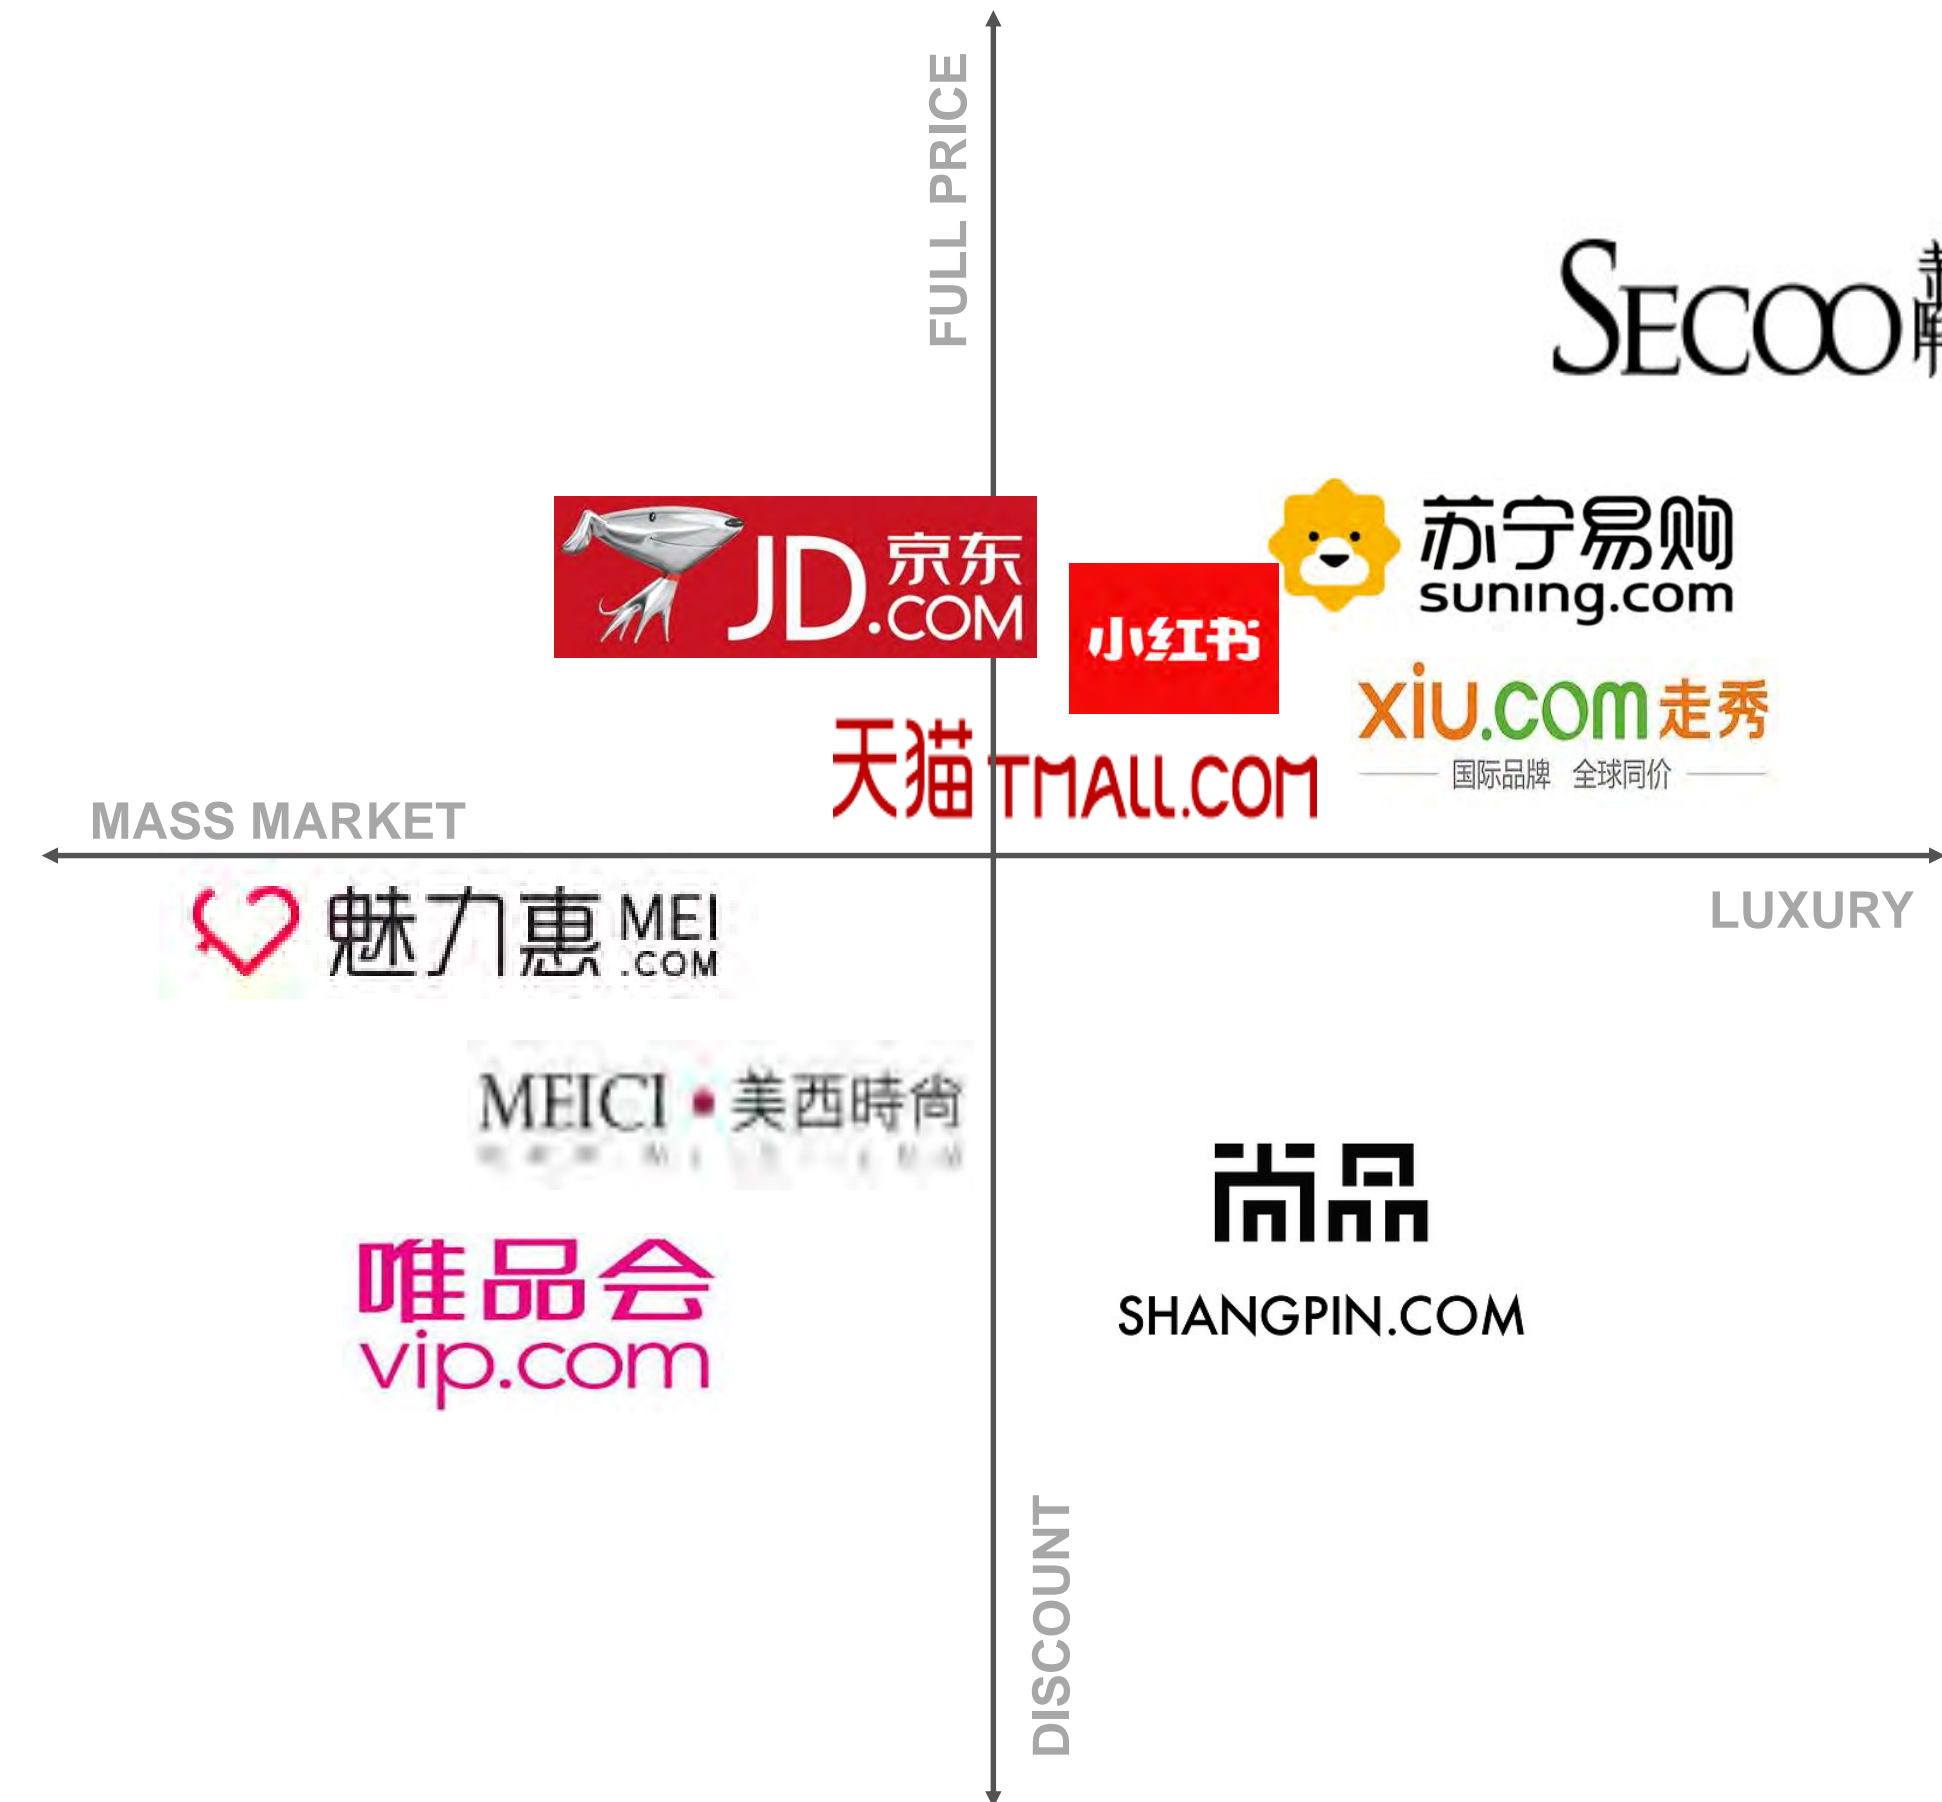 FULL PRICE
SECOO
JD.COM 京东
苏宁易购
suning.com
小红书
xiu.com走秀
国际品牌 全球同价
天猫 TMALL.COM
MASS MARKET
LUXURY
魅力惠 MEI
.COM
MEICI • 美西時尚
尚品
SHANGPIN.COM
唯品会
vip.com
DISCOUNT